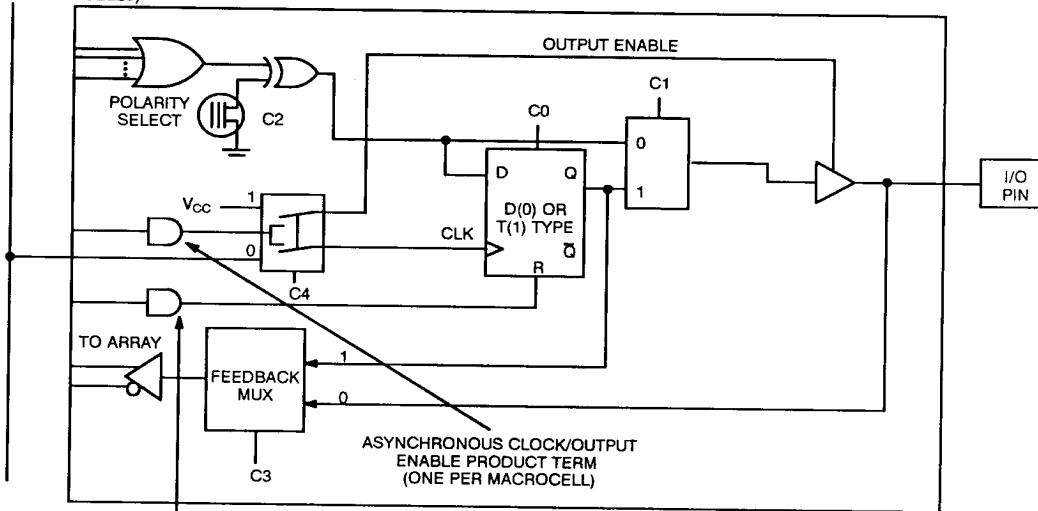 OUTPUT ENABLE
C1
POLARITY
SELECT
C2
C0
0
D
Q
1
I/O
PIN
VCC
1
D(0) OR
T(1) TYPE
CLK
Q̅
0
R
C4
TO ARRAY
1
FEEDBACK
MUX
0
C3
ASYNCHRONOUS CLOCK/OUTPUT
ENABLE PRODUCT TERM
(ONE PER MACROCELL)